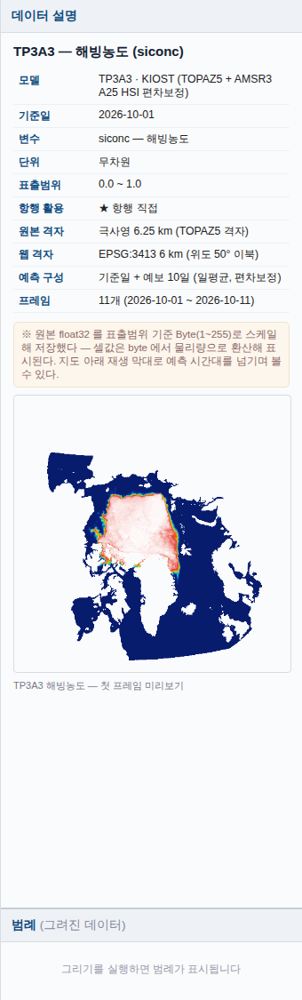 데이터 설명
TP3A3 — 해빙농도 (siconc)
모델 TP3A3 · KIOST (TOPAZ5 + AMSR3
A25 HSI 편차보정)
기준일 2026-10-01
변수 siconc — 해빙농도
단위 무차원
표출범위 0.0 ~ 1.0
항행 활용 ★ 항행 직접
원본 격자 극사영 6.25 km (TOPAZ5 격자)
웹 격자 EPSG:3413 6 km (위도 50° 이북)
예측 구성 기준일 + 예보 10일 (일평균, 편차보정)
프레임 11개 (2026-10-01 ~ 2026-10-11)
※ 원본 float32 를 표출범위 기준 Byte(1~255)로 스케일
해 저장했다 — 셀값은 byte 에서 물리량으로 환산해 표
시된다. 지도 아래 재생 막대로 예측 시간대를 넘기며 볼
수 있다.
TP3A3 해빙농도 — 첫 프레임 미리보기
범례 (그려진 데이터)
그리기를 실행하면 범례가 표시됩니다